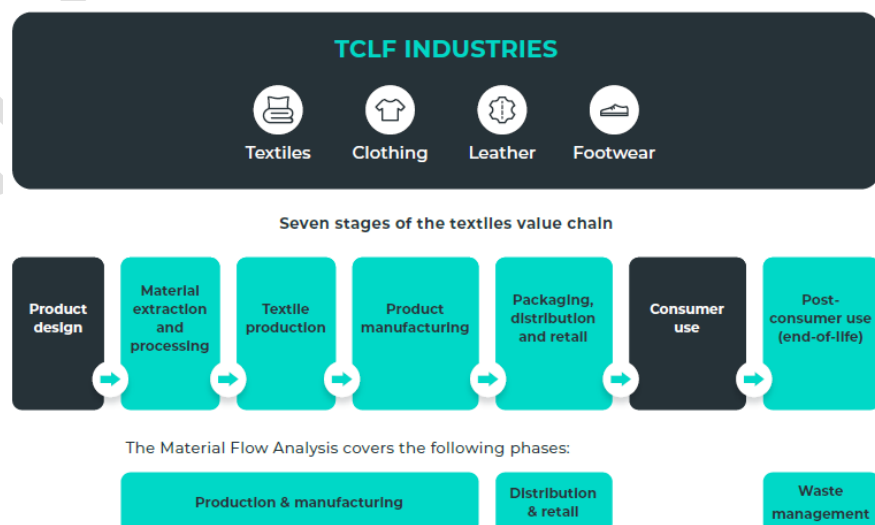 TCLF INDUSTRIES
Textiles
Clothing
Leather
Footwear
Seven stages of the textiles value chain
Product
design
Material
extraction
and
processing
Textile
production
Product
manufacturing
Packaging,
distribution
and retail
Consumer
use
Post-
consumer use
(end-of-life)
The Material Flow Analysis covers the following phases:
Production & manufacturing
Distribution
& retail
Waste
management